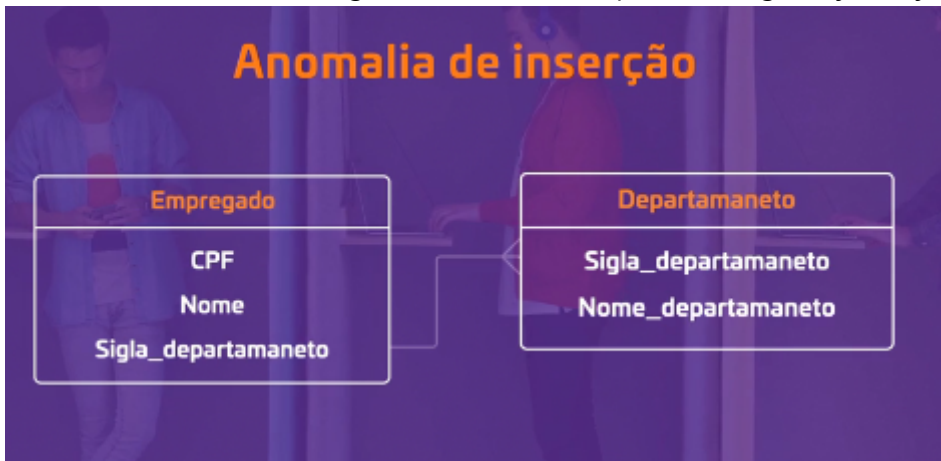 Anomalia de inserção
Empregado
CPF
Nome
Sigla_departamaneto
Departamaneto
Sigla_departamaneto
Nome_departamaneto